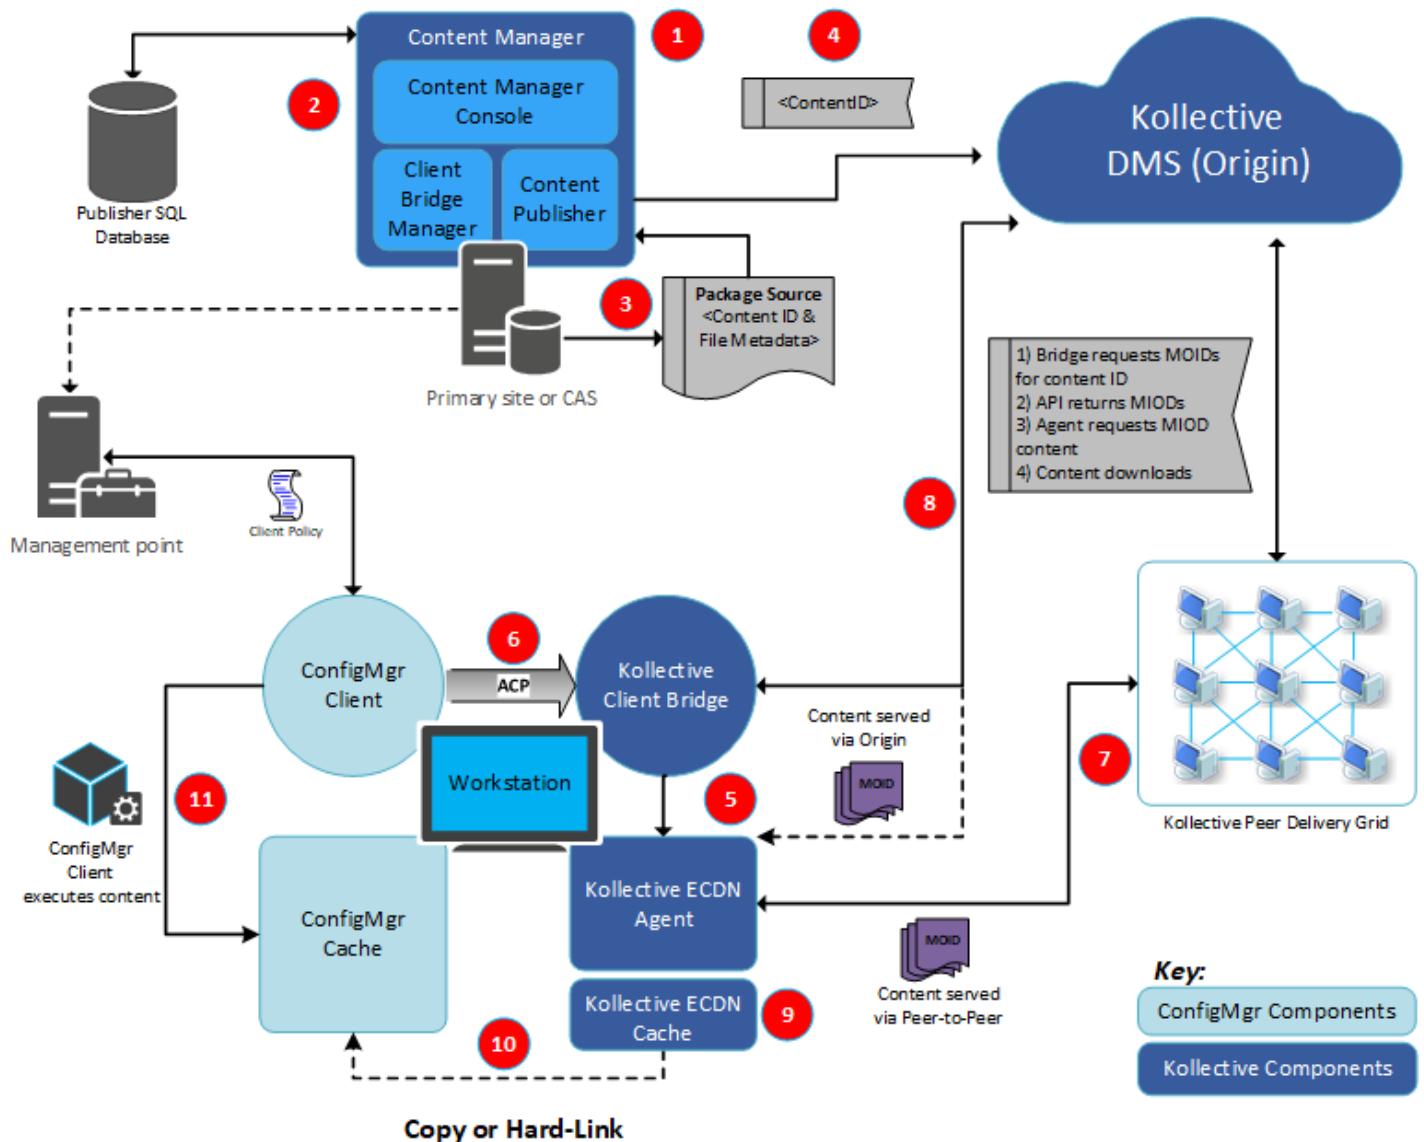 Content Manager
1
4
2
Content Manager
Console
<ContentID>
Kollective
DMS (Origin)
Client
Bridge
Manager
Content
Publisher
Publisher SQL
Database
3
Package Source
<Content ID &
File Metadata>
Primary site or CAS
1) Bridge requests MOIDs
for content ID
2) API returns MIODs
3) Agent requests MIOD
content
4) Content downloads
8
Client Policy
Management point
6
ConfigMgr
Client
ACP
Kollective
Client Bridge
Content served
via Origin
MOID
7
Workstation
5
11
Kollective Peer Delivery Grid
ConfigMgr
Client
executes content
ConfigMgr
Cache
Kollective ECDN
Agent
MOID
Content served
via Peer-to-Peer
Key:
ConfigMgr Components
Kollective ECDN
Cache
9
10
Kollective Components
Copy or Hard-Link